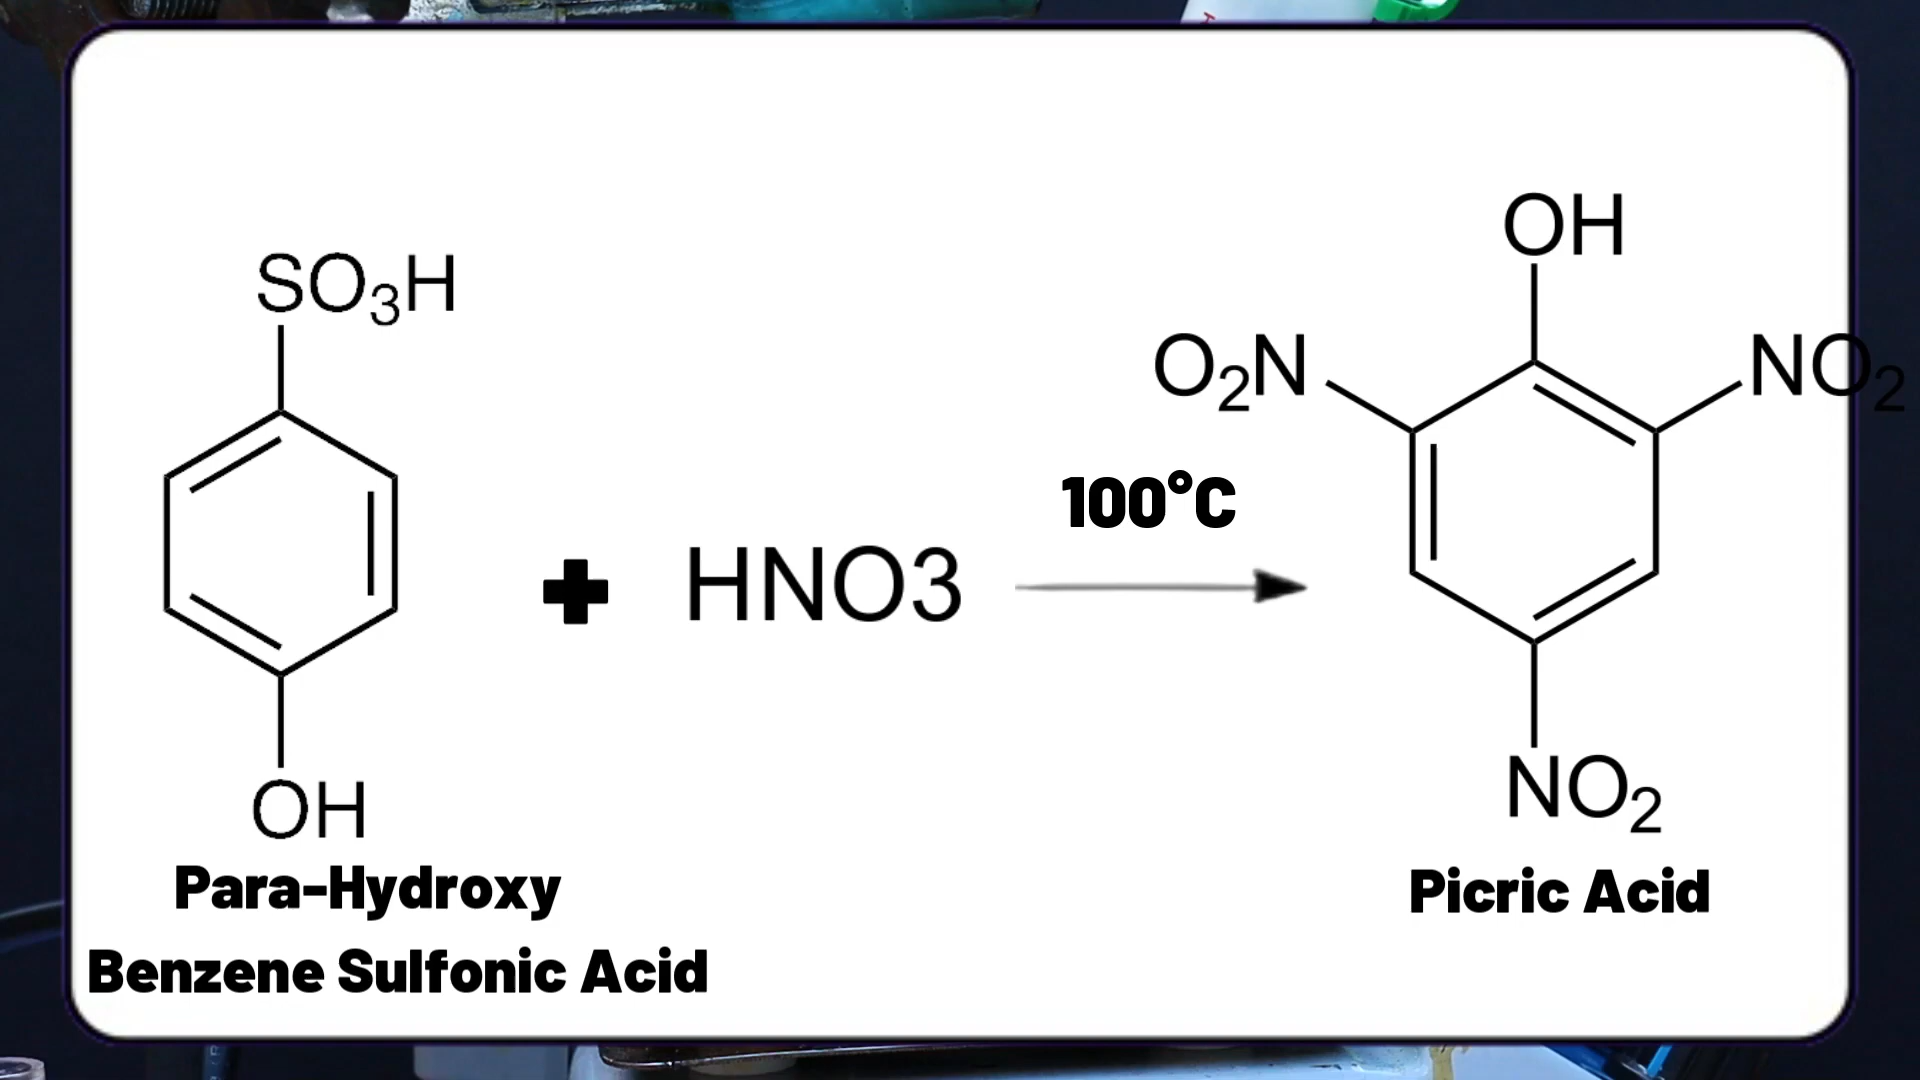 SO3H
OH
Para-Hydroxy
Benzene Sulfonic Acid
+
HNO3
100°C
OH
O2N
NO2
NO2
Picric Acid